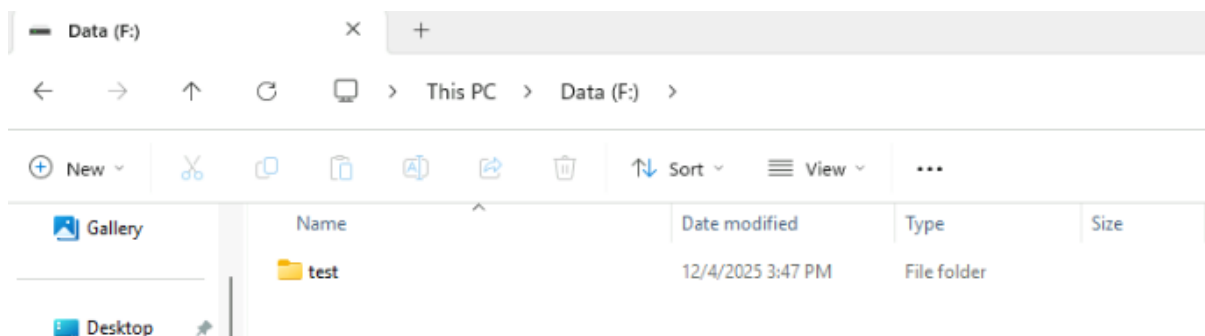 Data (F:)
This PC > Data (F:) >
New Sort View ...
Gallery Name Date modified Type Size
test 12/4/2025 3:47 PM File folder
Desktop